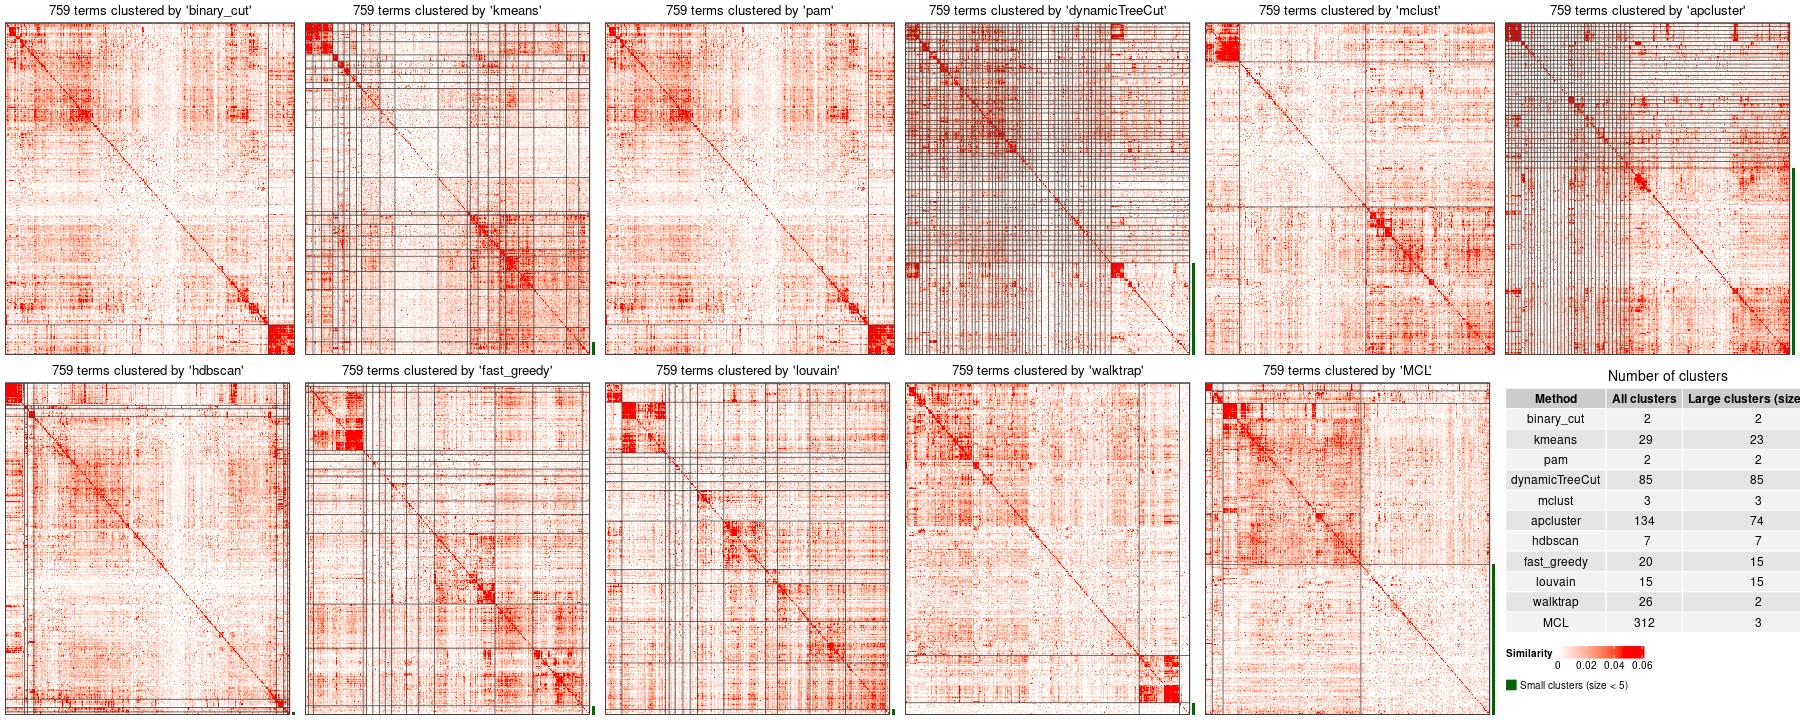 759 terms clustered by 'binary_cut'
759 terms clustered by 'kmeans'
759 terms clustered by 'pam'
759 terms clustered by 'dynamicTreeCut'
759 terms clustered by 'mclust'
759 terms clustered by 'apcluster'
759 terms clustered by 'hdbscan'
759 terms clustered by 'fast_greedy'
759 terms clustered by 'louvain'
759 terms clustered by 'walktrap'
759 terms clustered by 'MCL'
Number of clusters
Method All clusters Large clusters (size
binary_cut 2 2
kmeans 29 23
pam 2 2
dynamicTreeCut 85 85
mclust 3 3
apcluster 134 74
hdbscan 7 7
fast_greedy 20 15
louvain 15 15
walktrap 26 2
MCL 312 3
Similarity
0 0.02 0.04 0.06
Small clusters (size < 5)